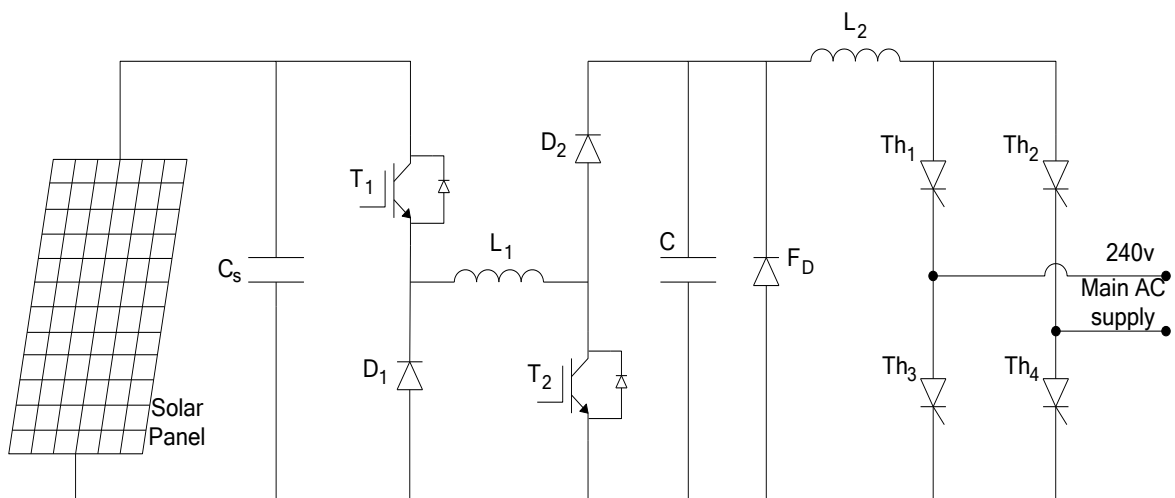 L2
Th1
Th2
D2
T1
L1
Cs
C
FD
240v
Main AC
supply
D1
T2
Th3
Th4
Solar
Panel